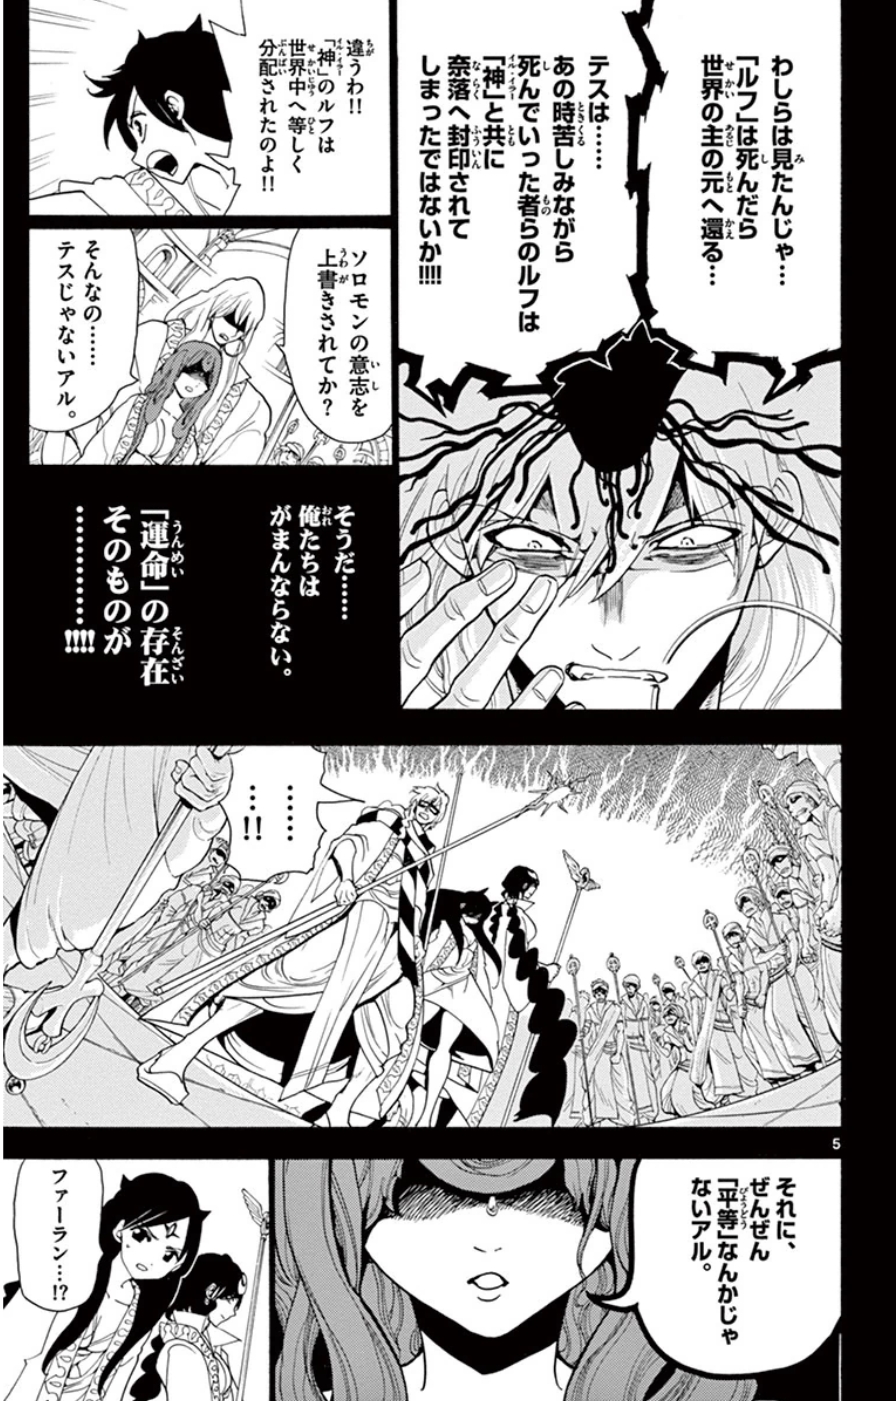 わしらは見たんじゃ…
「ルフ」は死んだら
世界の主の元へ還る…
テスは……
あの時苦しみながら
死んでいった者らのルフは
「神」と共に
奈落へ封印されて
しまったではないか!!!!
違うわ!!
「神」のルフは
世界中へ等しく
分配されたのよ!!
ソロモンの意志を
上書きされてか?
そんなの……
テスじゃないアル。
そうだ……
俺たちは
がまんならない。
「運命」の存在
そのものが
…………!!!!
……
…!!
5
それに、
ぜんぜん
「平等」なんかじゃ
ないアル。
ファーラン…!?